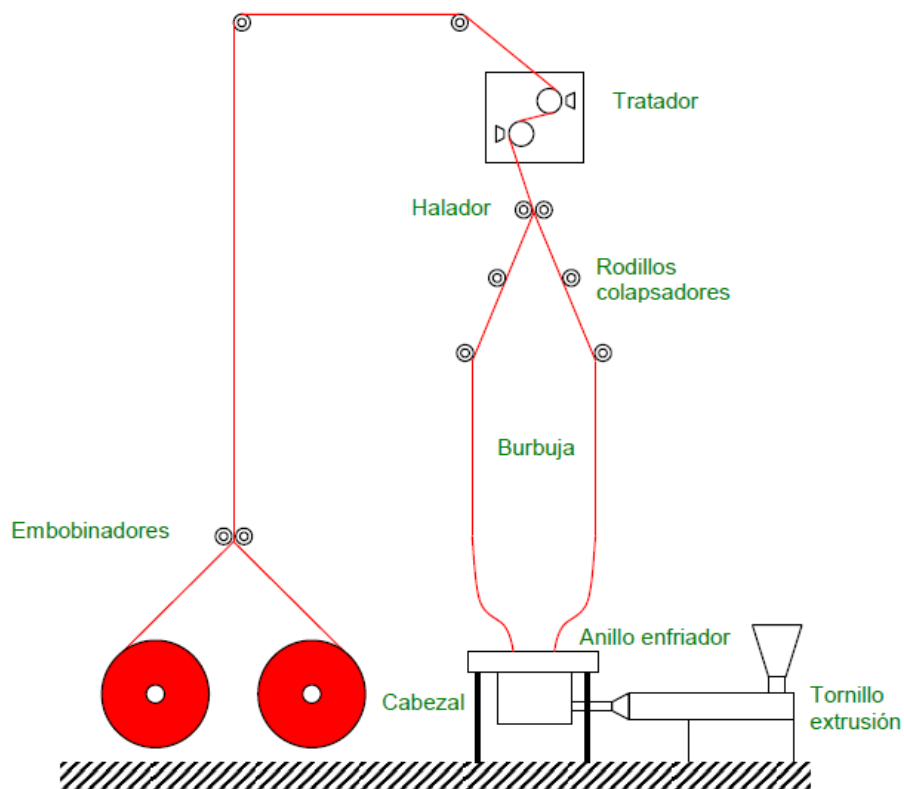 Tratador
Halador
Rodillos
colapsadores
Burbuja
Embobinadores
Anillo enfriador
Cabezal
Tornillo
extrusión